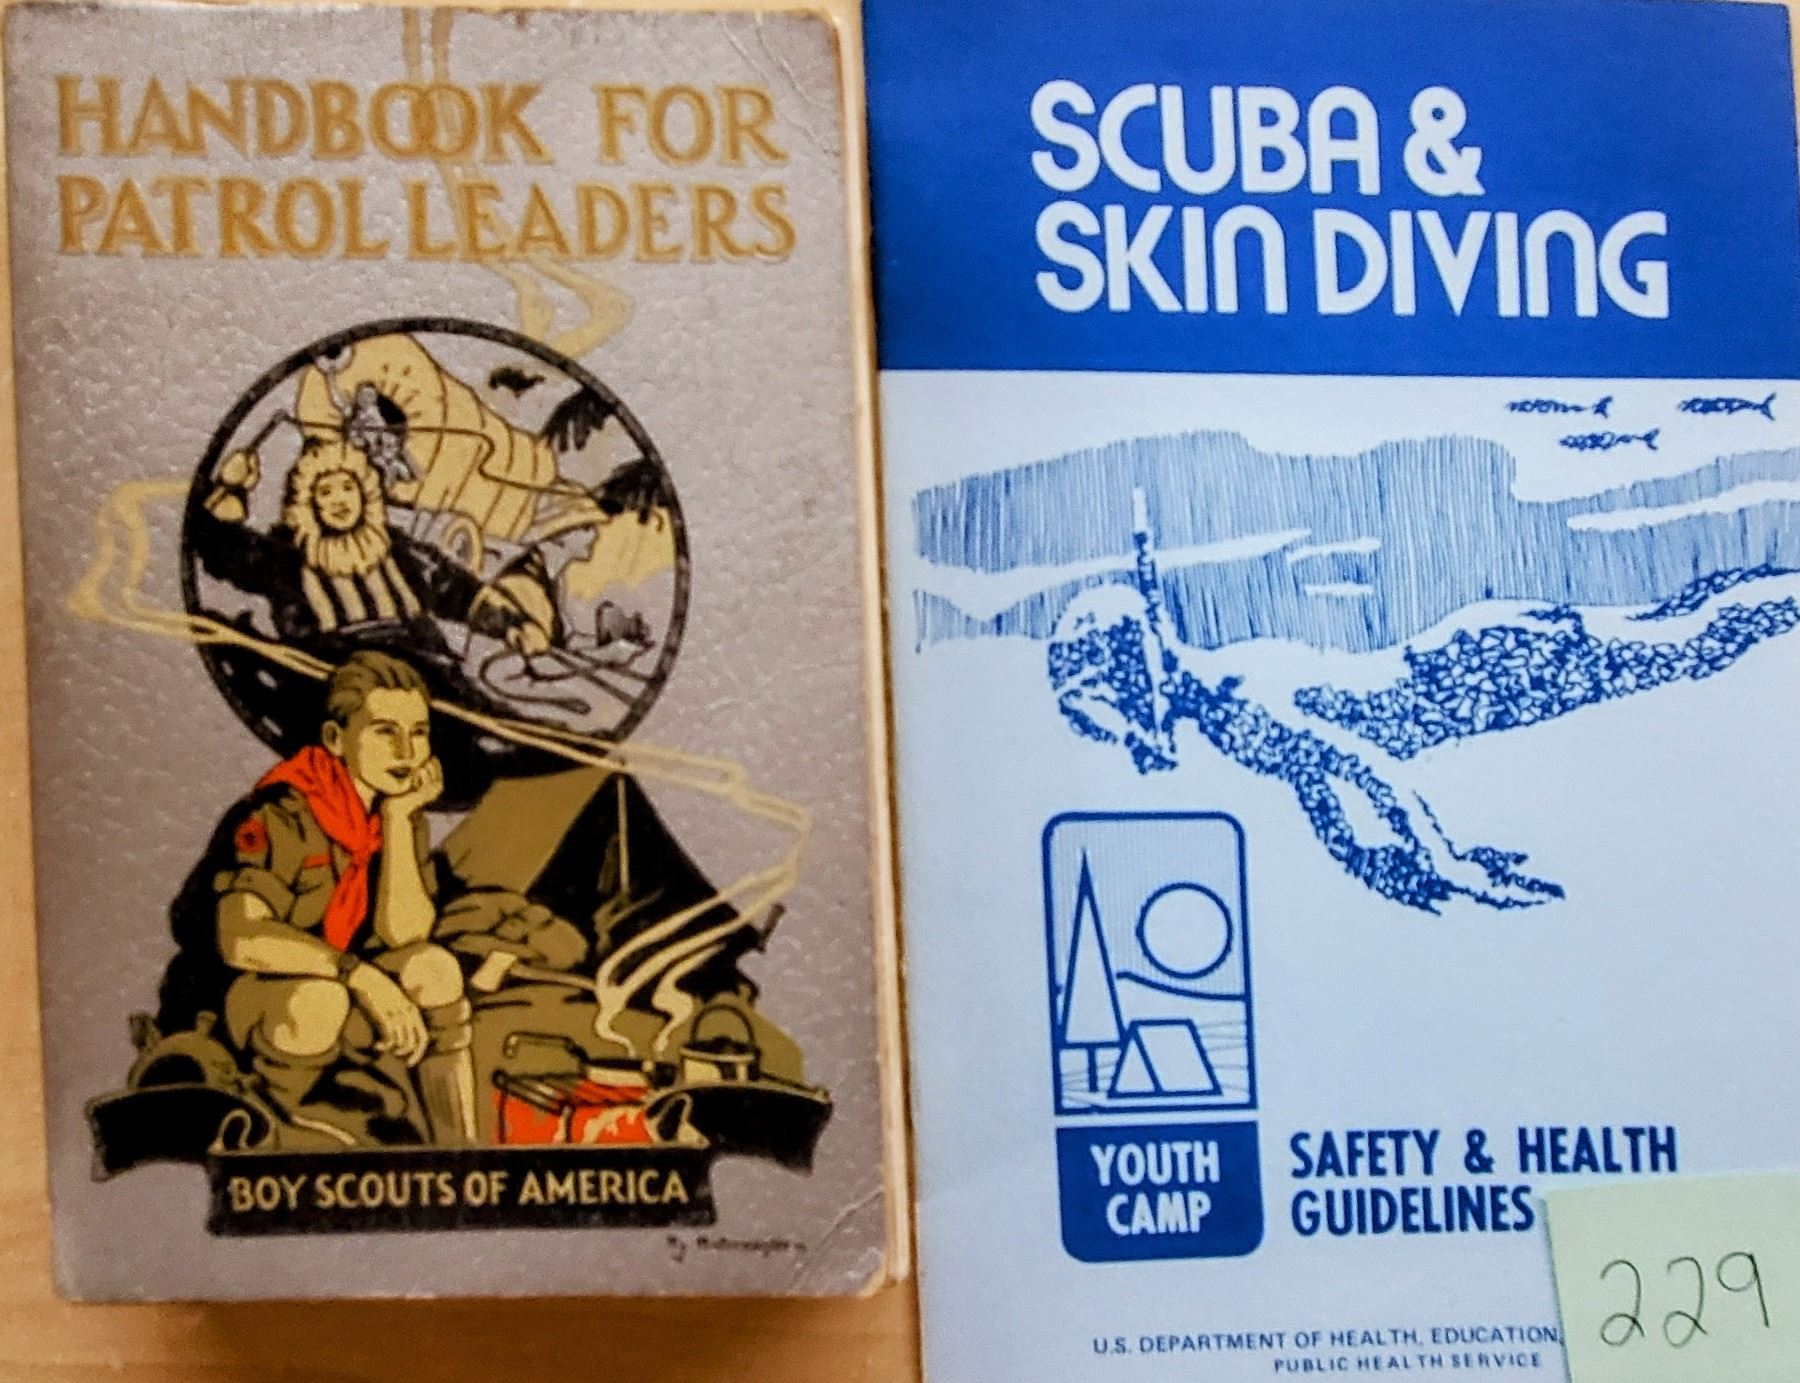 HANDBOOK FOR
PATROL LEADERS
BOY SCOUTS OF AMERICA
SCUBA &
SKIN DIVING
YOUTH
CAMP
SAFETY & HEALTH
GUIDELINES
U.S. DEPARTMENT OF HEALTH, EDUCATION,
PUBLIC HEALTH SERVICE
229